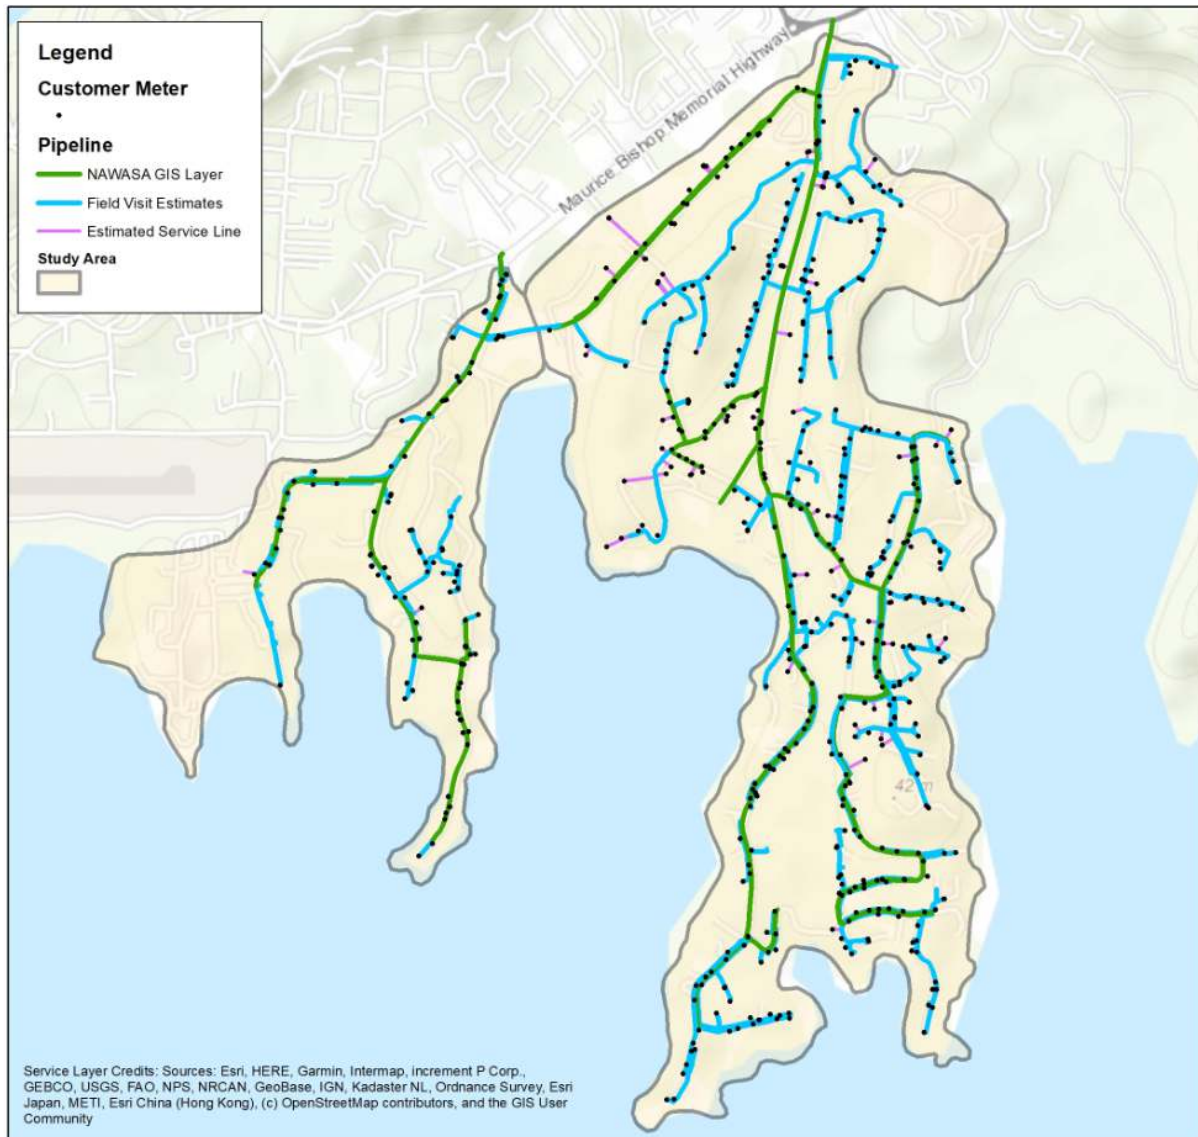 Legend
Customer Meter
Pipeline
NAWASA GIS Layer
Field Visit Estimates
Estimated Service Line
Study Area
Maurice Bishop Memorial Highway
42 m
Service Layer Credits: Sources: Esri, HERE, Garmin, Intermap, increment P Corp.,
GEBCO, USGS, FAO, NPS, NRCAN, GeoBase, IGN, Kadaster NL, Ordnance Survey, Esri
Japan, METI, Esri China (Hong Kong), (c) OpenStreetMap contributors, and the GIS User
Community